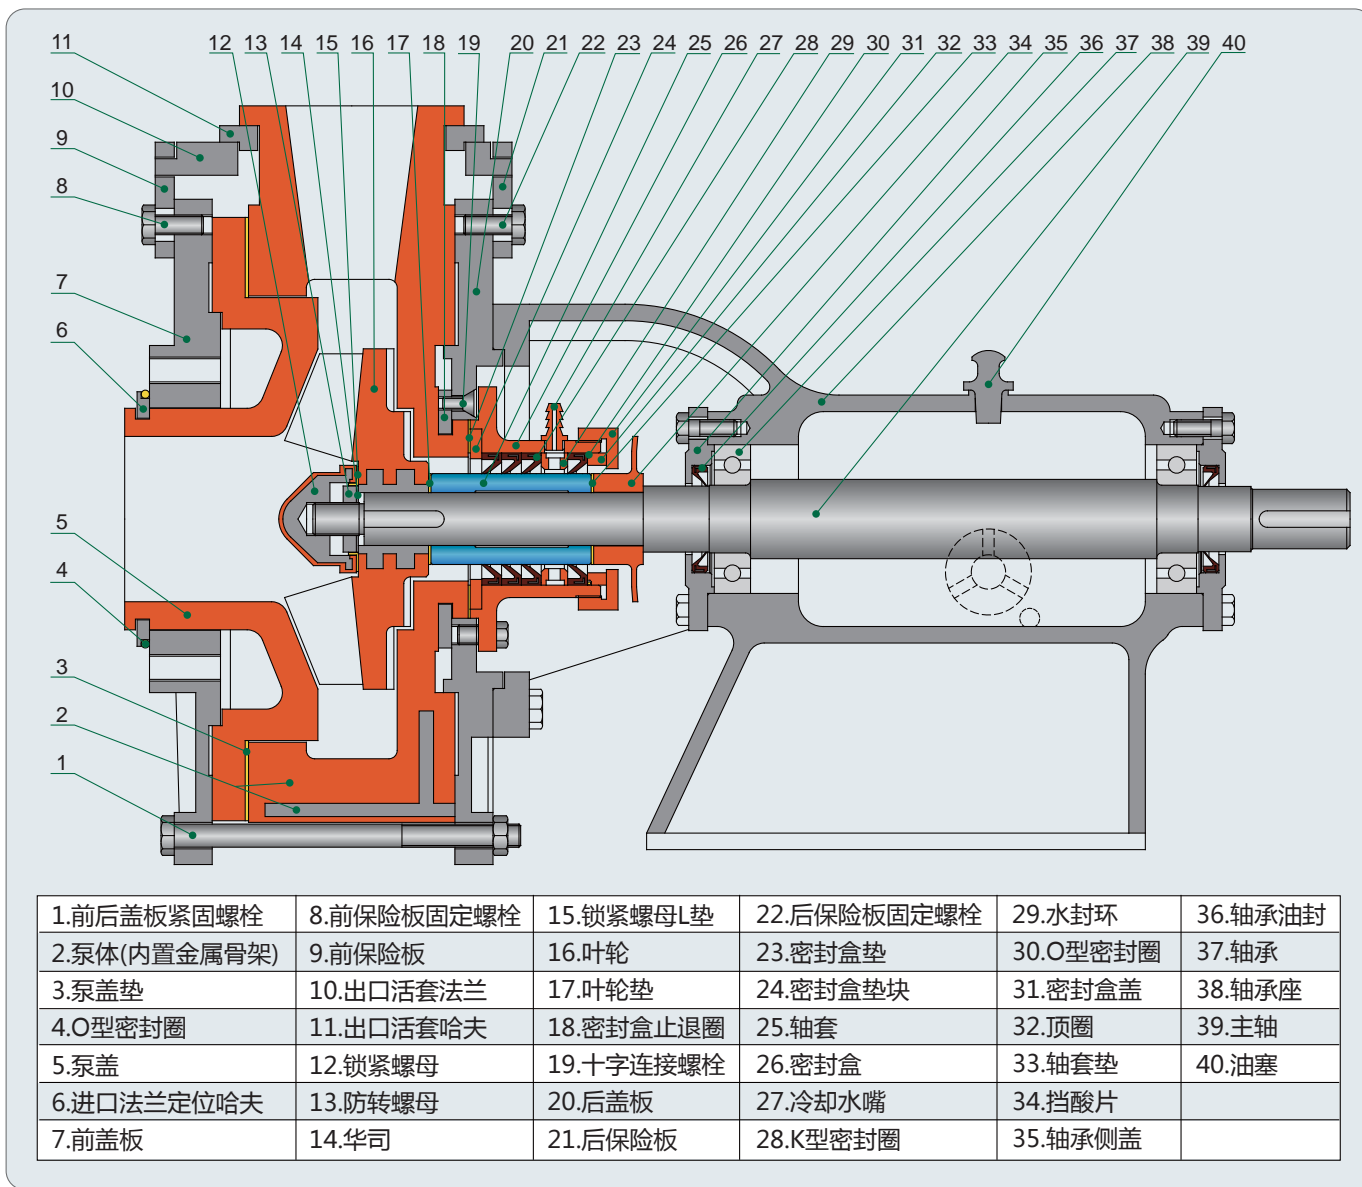 11 12 13 14 15 16 17 18 19 20 21 22 23 24 25 26 27 28 29 30 31 32 33 34 35 36 37 38 39 40
10
9
8
7
6
5
4
3
2
1
1.前后盖板紧固螺栓 8.前保险板固定螺栓 15.锁紧螺母L垫 22.后保险板固定螺栓 29.水封环 36.轴承油封
2.泵体(内置金属骨架) 9.前保险板 16.叶轮 23.密封盒垫 30.O型密封圈 37.轴承
3.泵盖垫 10.出口活套法兰 17.叶轮垫 24.密封盒垫块 31.密封盒盖 38.轴承座
4.O型密封圈 11.出口活套哈夫 18.密封盒止退圈 25.轴套 32.顶圈 39.主轴
5.泵盖 12.锁紧螺母 19.十字连接螺栓 26.密封盒 33.轴套垫 40.油塞
6.进口法兰定位哈夫 13.防转螺母 20.后盖板 27.冷却水嘴 34.挡酸片
7.前盖板 14.华司 21.后保险板 28.K型密封圈 35.轴承侧盖